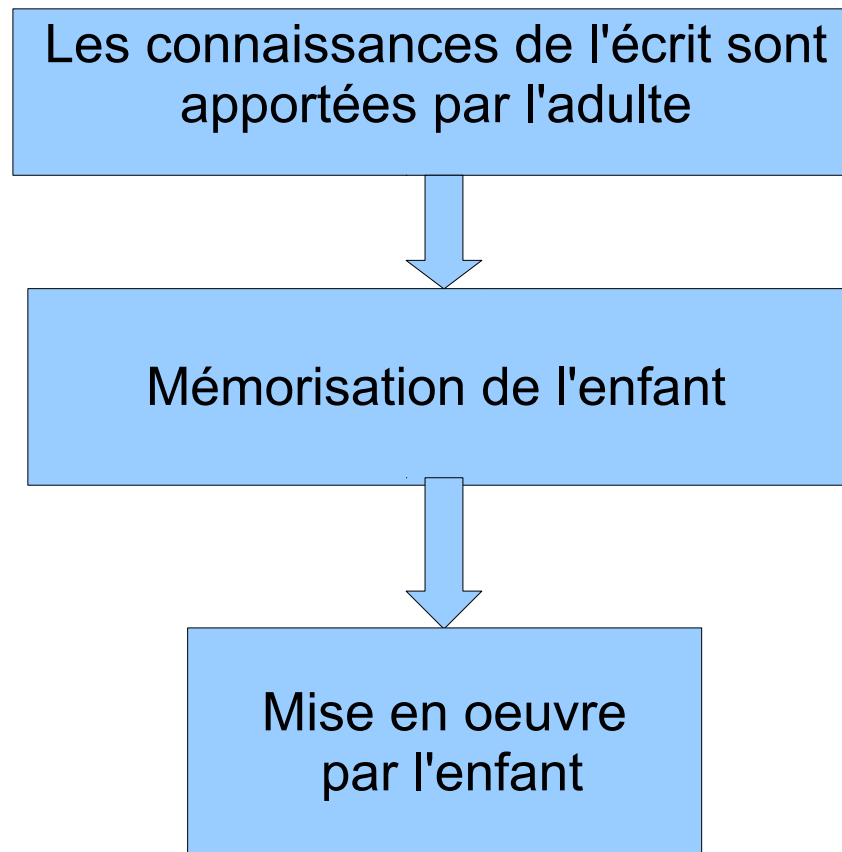 Les connaissances de l'écrit sont
apportées par l'adulte
Mémorisation de l'enfant
Mise en oeuvre
par l'enfant